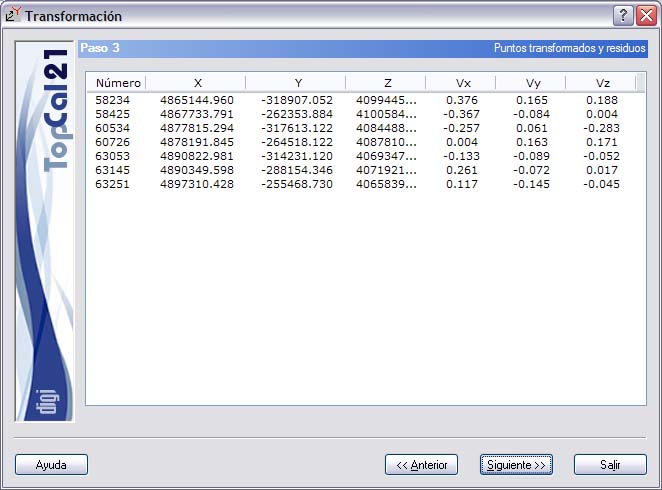 Transformación
Paso 3 Puntos transformados y residuos
TopCal 21
digi
Número X Y Z Vx Vy Vz
58234 4865144.960 -318907.052 4099445... 0.376 0.165 0.188
58425 4867733.791 -262353.884 4100584... -0.367 -0.084 0.004
60534 4877815.294 -317613.122 4084488... -0.257 0.061 -0.283
60726 4878191.845 -264518.122 4087810... 0.004 0.163 0.171
63053 4890822.981 -314231.120 4069347... -0.133 -0.089 -0.052
63145 4890349.598 -288154.346 4071921... 0.261 -0.072 0.017
63251 4897310.428 -255468.730 4065839... 0.117 -0.145 -0.045
Ayuda << Anterior Siguiente >> Salir